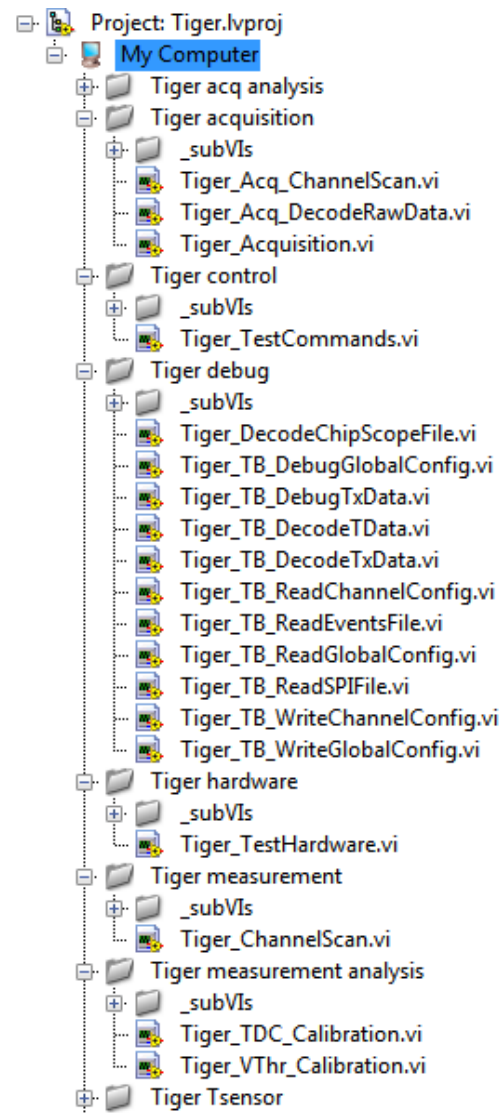 Project: Tiger.lvproj
My Computer
Tiger acq analysis
Tiger acquisition
_subVIs
Tiger_Acq_ChannelScan.vi
Tiger_Acq_DecodeRawData.vi
Tiger_Acquisition.vi
Tiger control
_subVIs
Tiger_TestCommands.vi
Tiger debug
_subVIs
Tiger_DecodeChipScopeFile.vi
Tiger_TB_DebugGlobalConfig.vi
Tiger_TB_DebugTxData.vi
Tiger_TB_DecodeTData.vi
Tiger_TB_DecodeTxData.vi
Tiger_TB_ReadChannelConfig.vi
Tiger_TB_ReadEventsFile.vi
Tiger_TB_ReadGlobalConfig.vi
Tiger_TB_ReadSPIFile.vi
Tiger_TB_WriteChannelConfig.vi
Tiger_TB_WriteGlobalConfig.vi
Tiger hardware
_subVIs
Tiger_TestHardware.vi
Tiger measurement
_subVIs
Tiger_ChannelScan.vi
Tiger measurement analysis
_subVIs
Tiger_TDC_Calibration.vi
Tiger_VThr_Calibration.vi
Tiger Tsensor